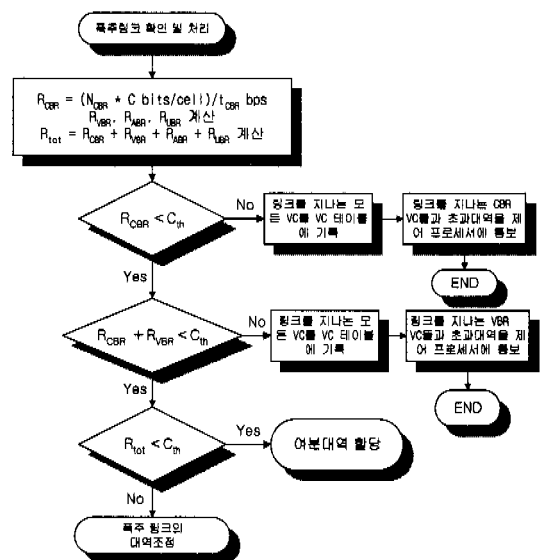 폭주링크 확인 및 처리
R_CBR = (N_CBR * C bits/cell)/t_CBR bps
R_VBR, R_ABR, R_UBR 계산
R_tot = R_CBR + R_VBR + R_ABR + R_UBR 계산
R_CBR < C_th
No
링크를 지나는 모
든 VC를 VC 테이블
에 기록
링크를 지나는 CBR
VC들과 초과대역을 제
어 프로세서에 통보
END
Yes
R_CBR + R_VBR < C_th
No
링크를 지나는 모
든 VC를 VC 테이블
에 기록
링크를 지나는 VBR
VC들과 초과대역을 제
어 프로세서에 통보
END
Yes
R_tot < C_th
Yes
여분대역 할당
No
폭주 링크의
대역조정